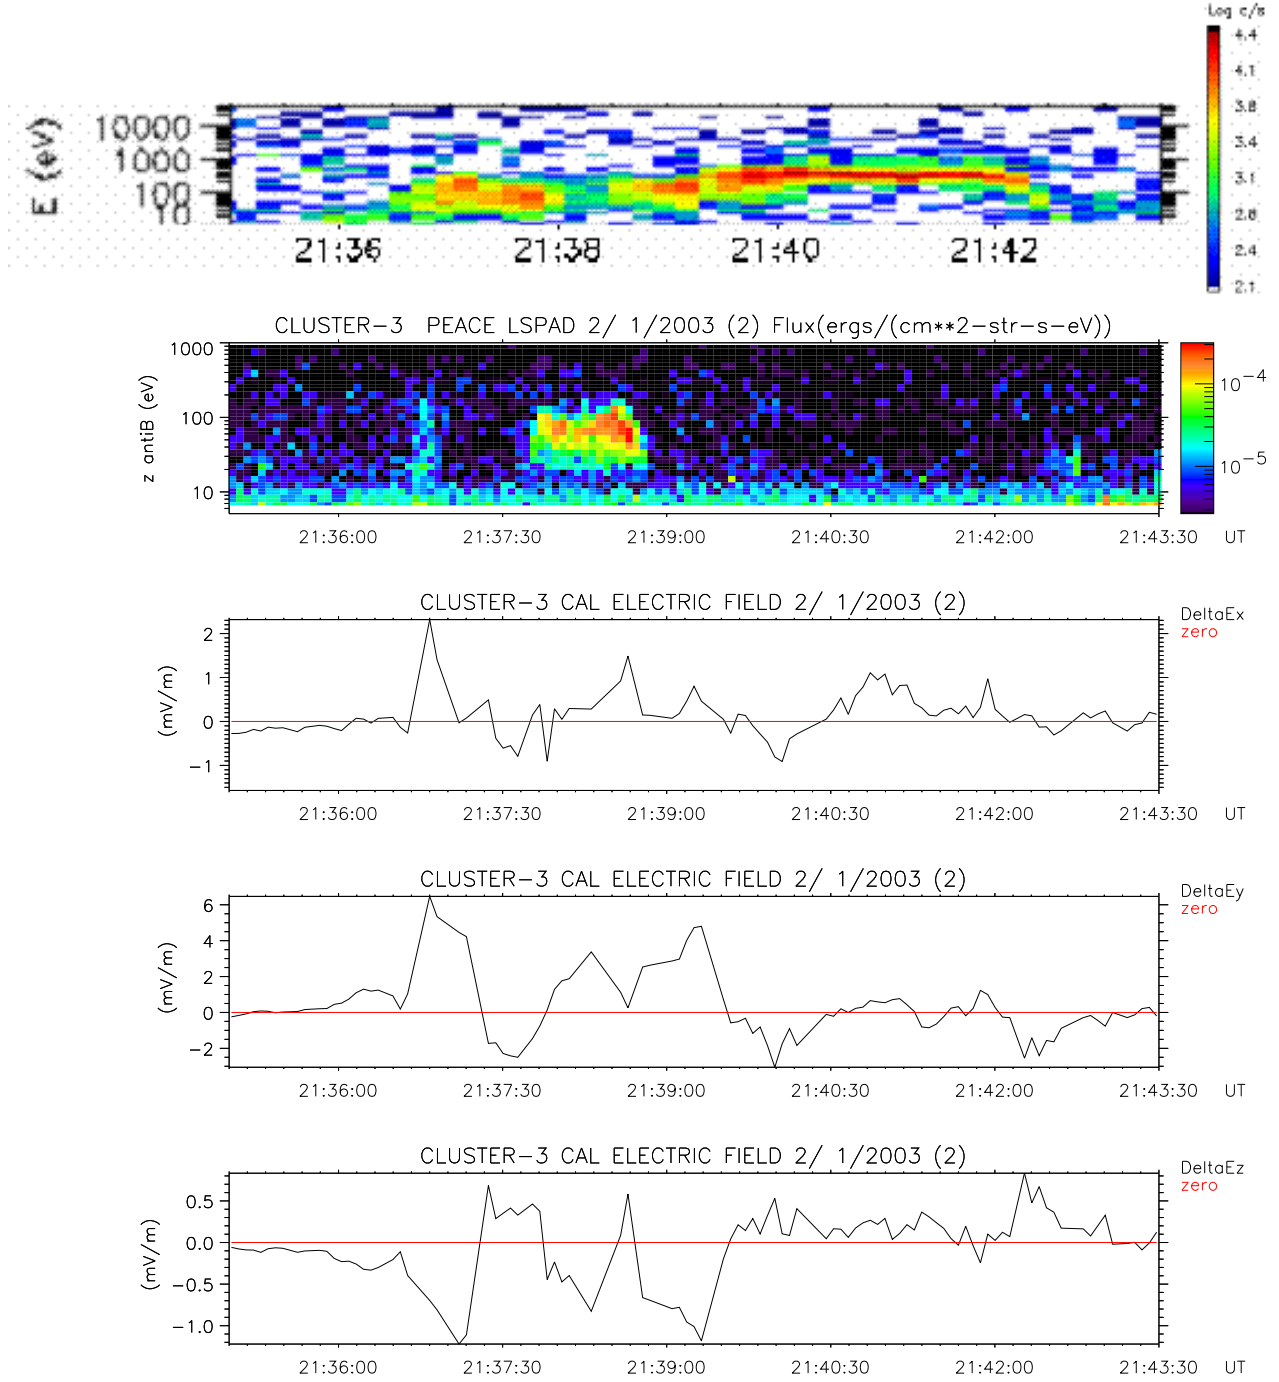 Log c/s
4.4
4.1
3.8
3.4
3.1
2.8
2.4
2.1
E (eV)
10000
1000
100
10
21:36 21:38 21:40 21:42
CLUSTER-3 PEACE LSPAD 2/ 1/2003 (2) Flux(ergs/(cm**2-str-s-eV))
z antiB (eV)
1000
100
10
10−4
10−5
21:36:00 21:37:30 21:39:00 21:40:30 21:42:00 21:43:30 UT
CLUSTER-3 CAL ELECTRIC FIELD 2/ 1/2003 (2)
DeltaEx
zero
(mV/m)
2
1
0
−1
21:36:00 21:37:30 21:39:00 21:40:30 21:42:00 21:43:30 UT
CLUSTER-3 CAL ELECTRIC FIELD 2/ 1/2003 (2)
DeltaEy
zero
(mV/m)
6
4
2
0
−2
21:36:00 21:37:30 21:39:00 21:40:30 21:42:00 21:43:30 UT
CLUSTER-3 CAL ELECTRIC FIELD 2/ 1/2003 (2)
DeltaEz
zero
(mV/m)
0.5
0.0
−0.5
−1.0
21:36:00 21:37:30 21:39:00 21:40:30 21:42:00 21:43:30 UT